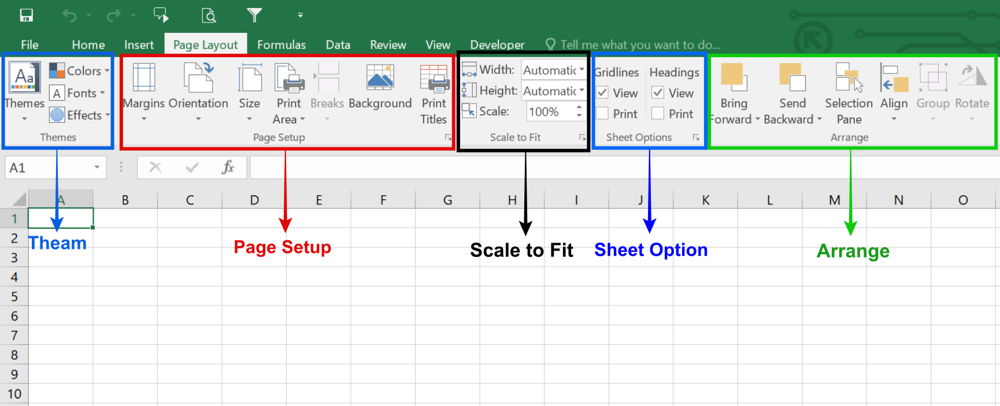 File Home Insert Page Layout Formulas Data Review View Developer Tell me what you want to do...
Aa
Colors
A Fonts
Effects
Themes
Themes
Margins Orientation Size Print Area Breaks Background Print Titles
Page Setup
Width: Automatic
Height: Automatic
Scale: 100%
Scale to Fit
Gridlines Headings
View View
Print Print
Sheet Options
Bring Forward Send Backward Selection Pane Align Group Rotate
Arrange
A1 fx
A B C D E F G H I J K L M N O
1
2
3
4
5
6
7
8
9
10
Theam Page Setup Scale to Fit Sheet Option Arrange